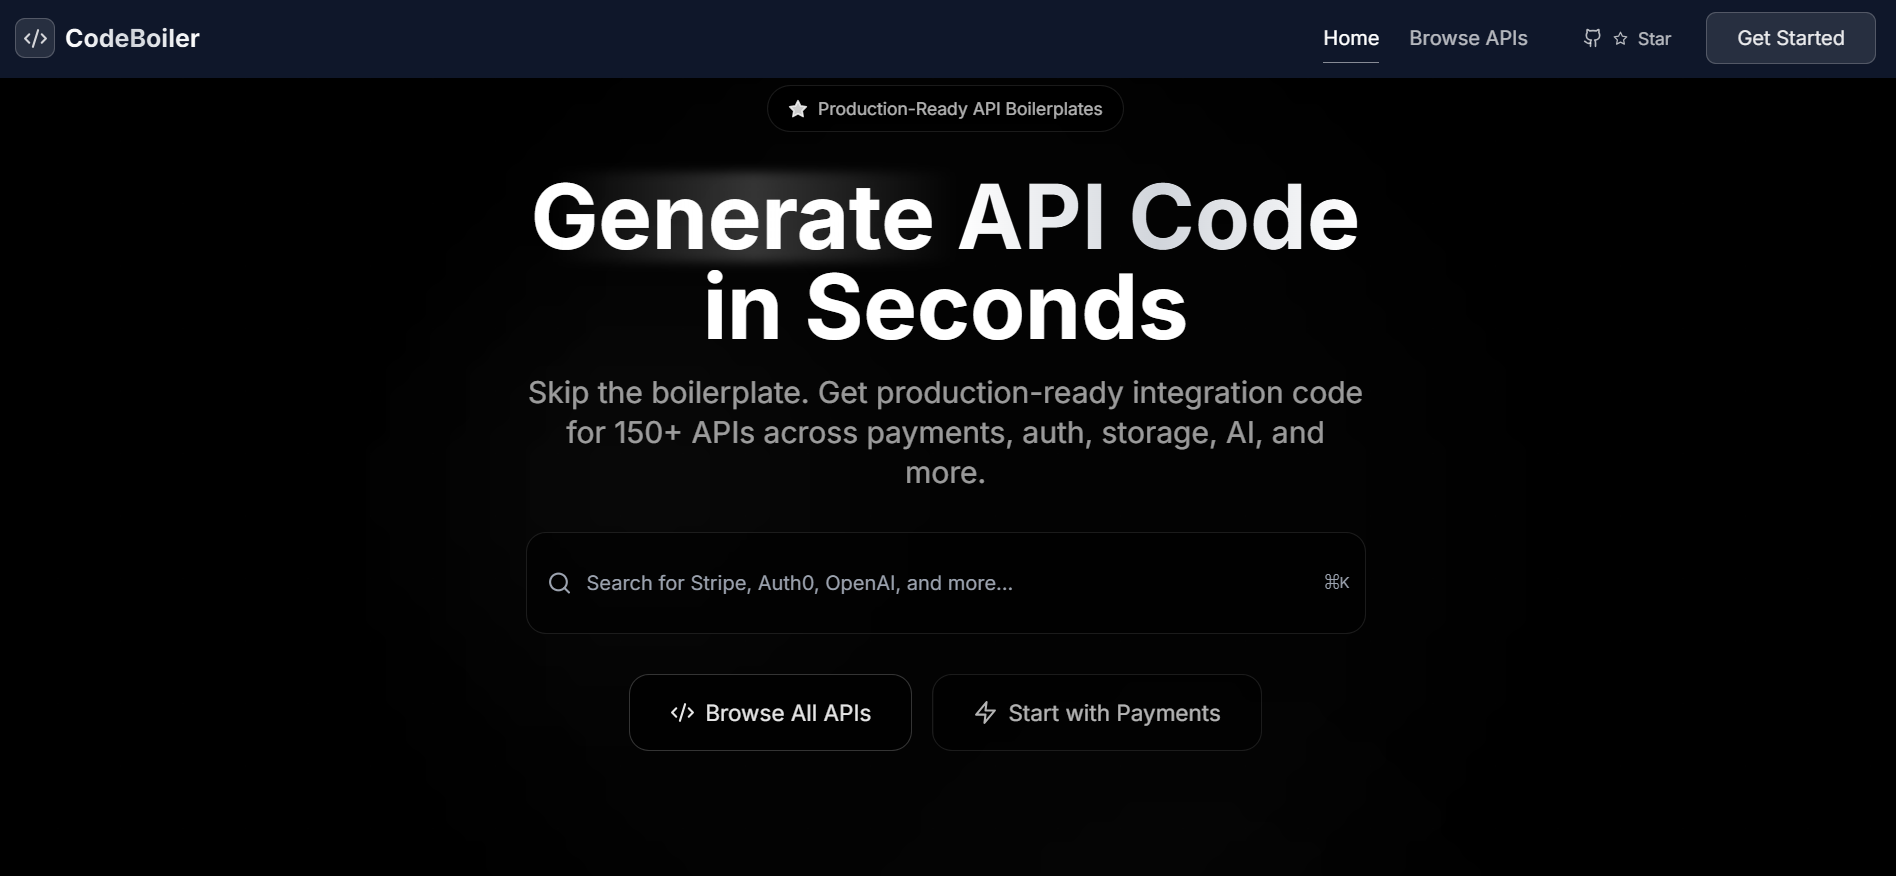 CodeBoiler
Home
Browse APIs
Star
Get Started
Production-Ready API Boilerplates
Generate API Code
in Seconds
Skip the boilerplate. Get production-ready integration code
for 150+ APIs across payments, auth, storage, AI, and
more.
Search for Stripe, Auth0, OpenAI, and more...
⌘K
Browse All APIs
Start with Payments